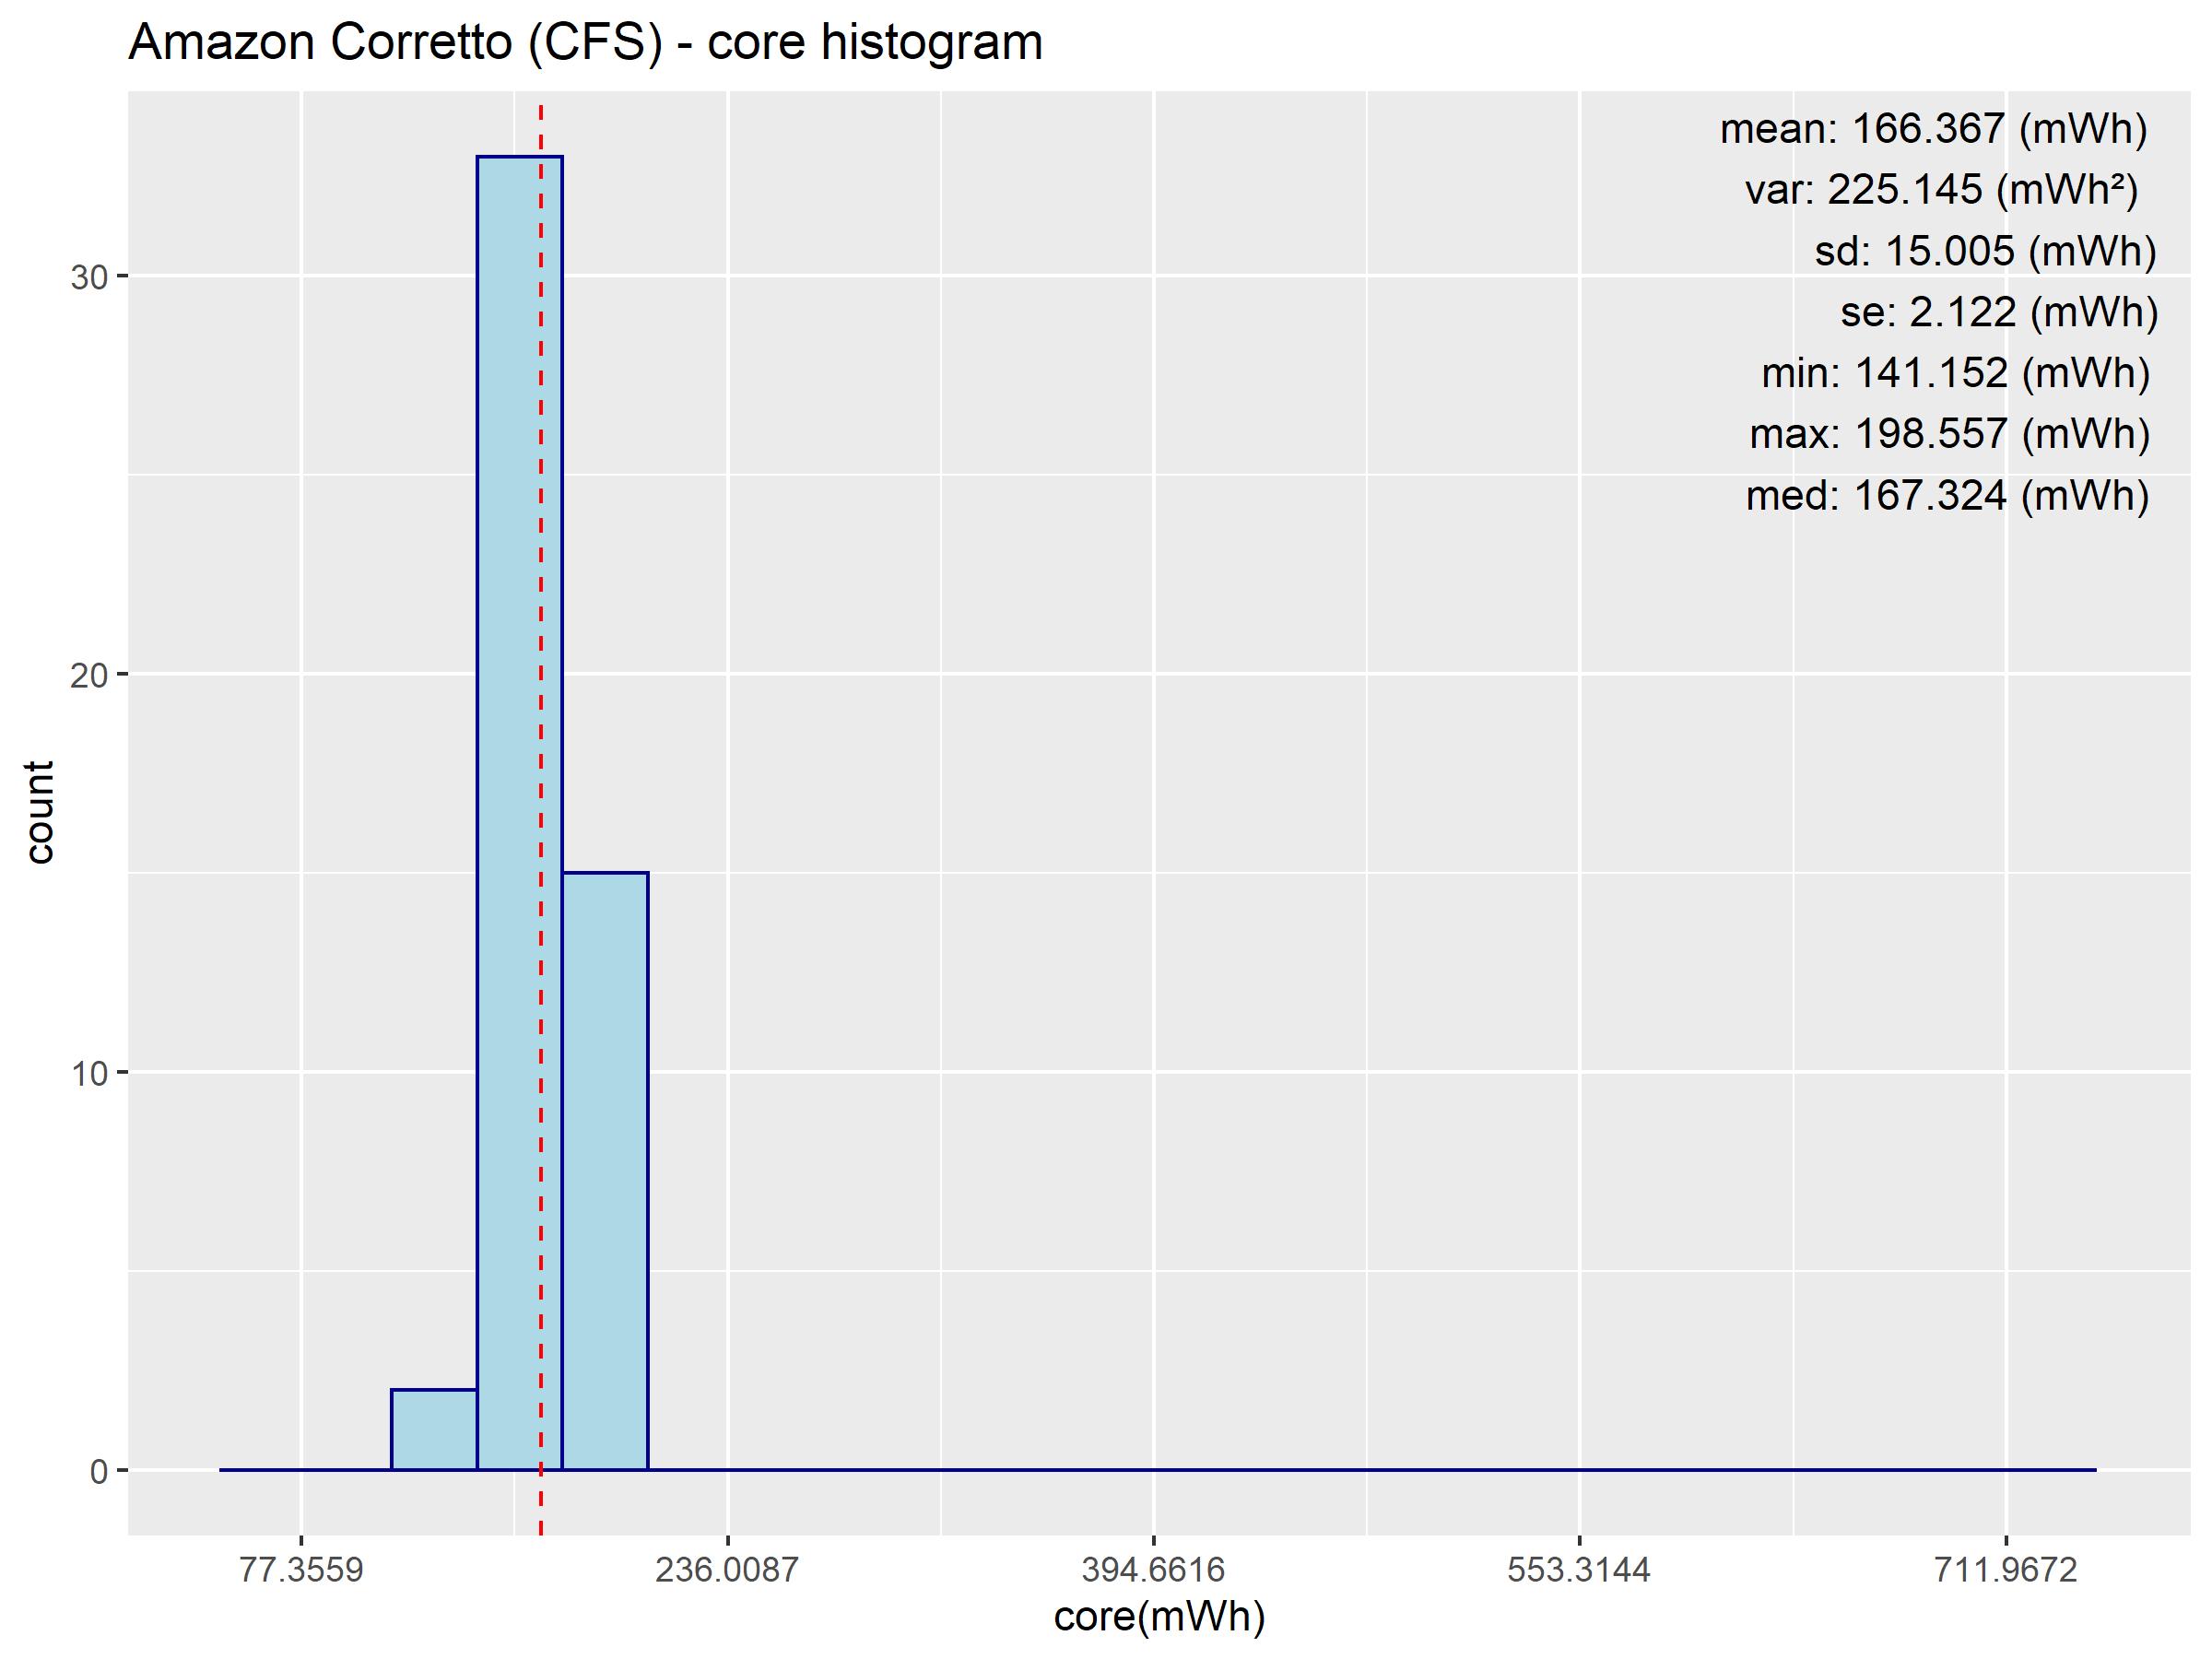 Amazon Corretto (CFS) - core histogram
mean: 166.367 (mWh)
var: 225.145 (mWh²)
sd: 15.005 (mWh)
se: 2.122 (mWh)
min: 141.152 (mWh)
max: 198.557 (mWh)
med: 167.324 (mWh)
30
20
10
0
count
77.3559 236.0087 394.6616 553.3144 711.9672
core(mWh)